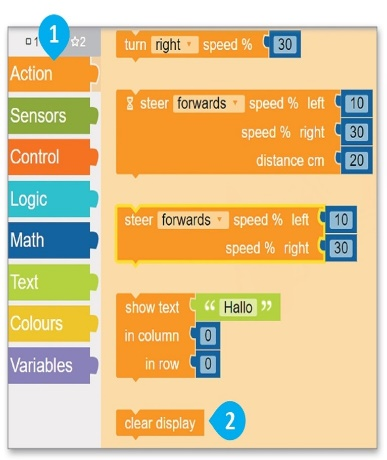 1
1 ☆2
Action
Sensors
Control
Logic
Math
Text
Colours
Variables
turn right speed % 30
steer forwards speed % left 10
speed % right 30
distance cm 20
steer forwards speed % left 10
speed % right 30
show text “ Hallo ”
in column 0
in row 0
clear display 2